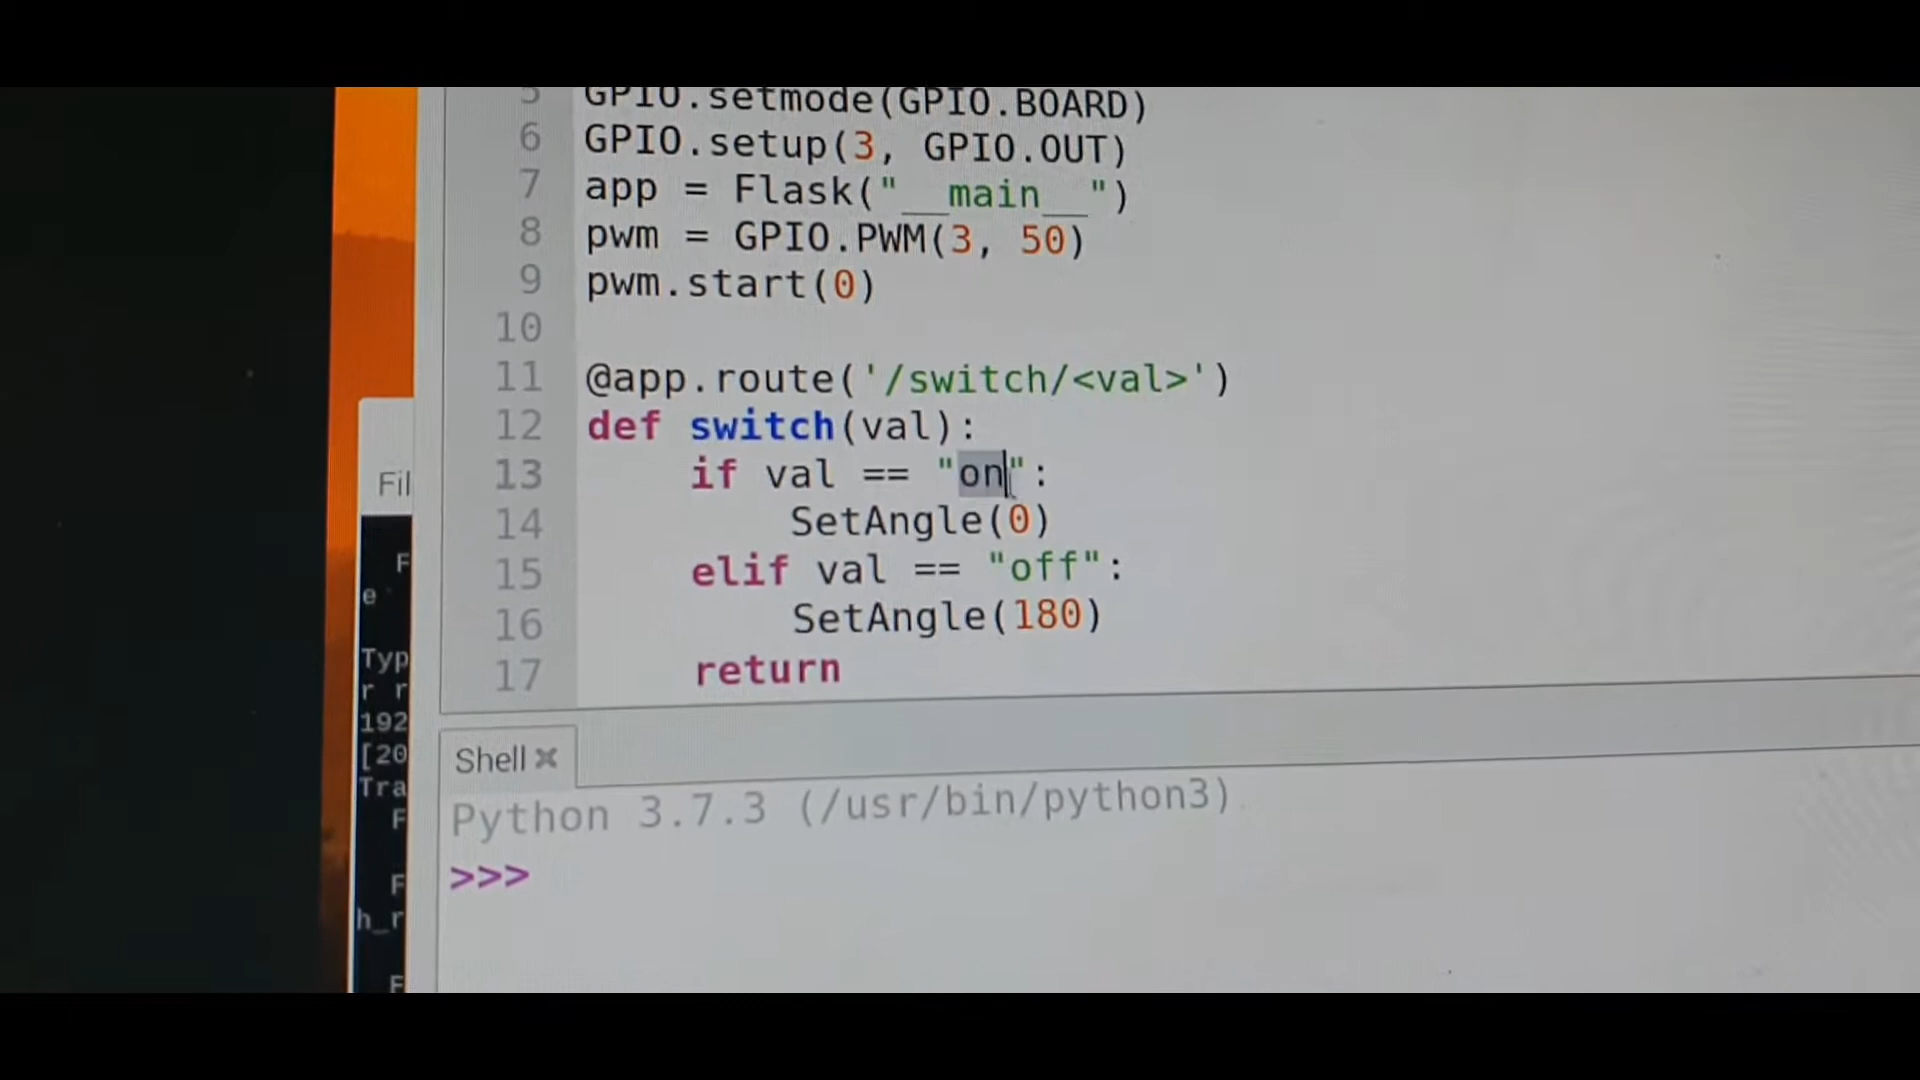 5 GPIO.setmode(GPIO.BOARD)
6 GPIO.setup(3, GPIO.OUT)
7 app = Flask("__main__")
8 pwm = GPIO.PWM(3, 50)
9 pwm.start(0)
10
11 @app.route('/switch/<val>')
12 def switch(val):
13 if val == "on":
14 SetAngle(0)
15 elif val == "off":
16 SetAngle(180)
17 return
Fil
F
e
Typ
r r
192
[20
Tra
F
F
h_r
F
Shell ×
Python 3.7.3 (/usr/bin/python3)
>>>